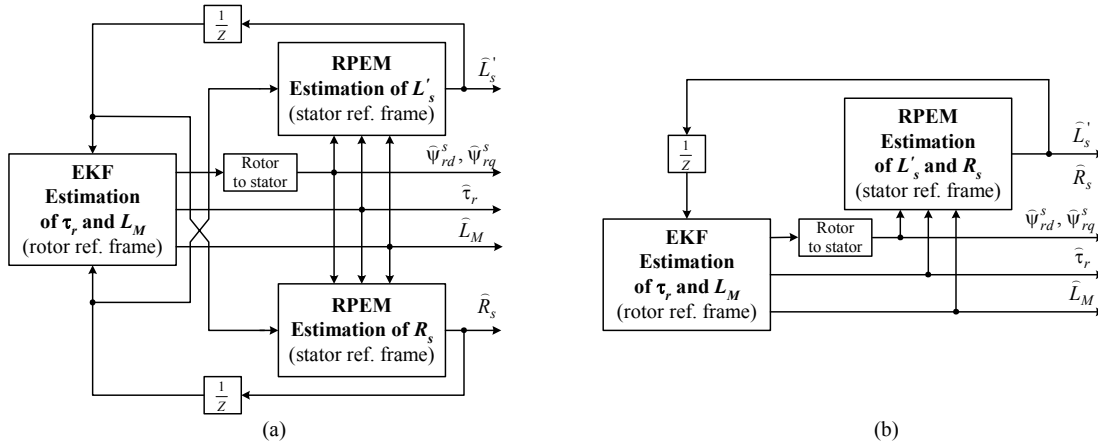 1/Z
RPEM
Estimation of L's
(stator ref. frame)
L̂'s
EKF
Estimation
of τr and LM
(rotor ref. frame)
Rotor
to stator
ψ̂ˢrd, ψ̂ˢrq
τ̂r
L̂M
RPEM
Estimation of Rs
(stator ref. frame)
R̂s
1/Z
(a)
1/Z
RPEM
Estimation
of L's and Rs
(stator ref. frame)
L̂'s
R̂s
EKF
Estimation
of τr and LM
(rotor ref. frame)
Rotor
to stator
ψ̂ˢrd, ψ̂ˢrq
τ̂r
L̂M
(b)